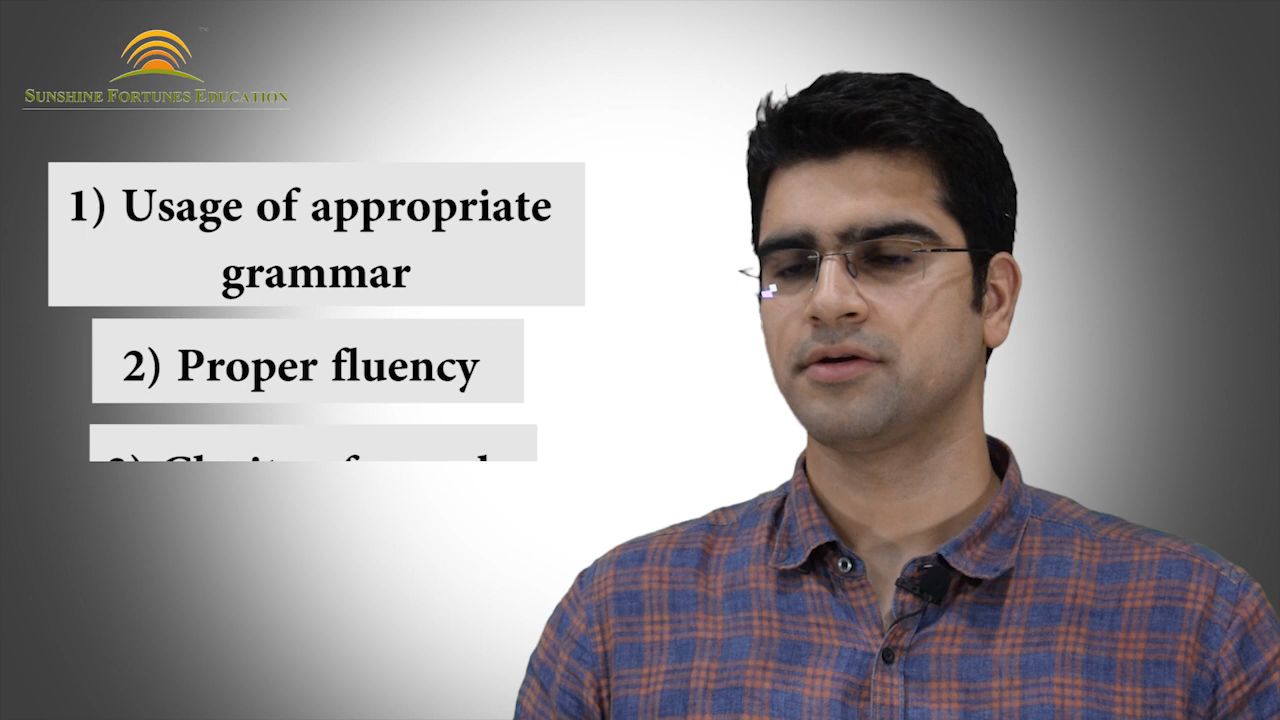 SUNSHINE FORTUNES EDUCATION
1) Usage of appropriate
grammar
2) Proper fluency